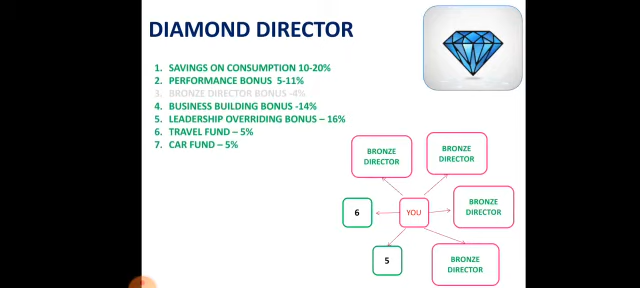 DIAMOND DIRECTOR
1. SAVINGS ON CONSUMPTION 10-20%
2. PERFORMANCE BONUS 5-11%
3. BRONZE DIRECTOR BONUS -4%
4. BUSINESS BUILDING BONUS -14%
5. LEADERSHIP OVERRIDING BONUS – 16%
6. TRAVEL FUND – 5%
7. CAR FUND – 5%
BRONZE
DIRECTOR
BRONZE
DIRECTOR
6
YOU
BRONZE
DIRECTOR
5
BRONZE
DIRECTOR